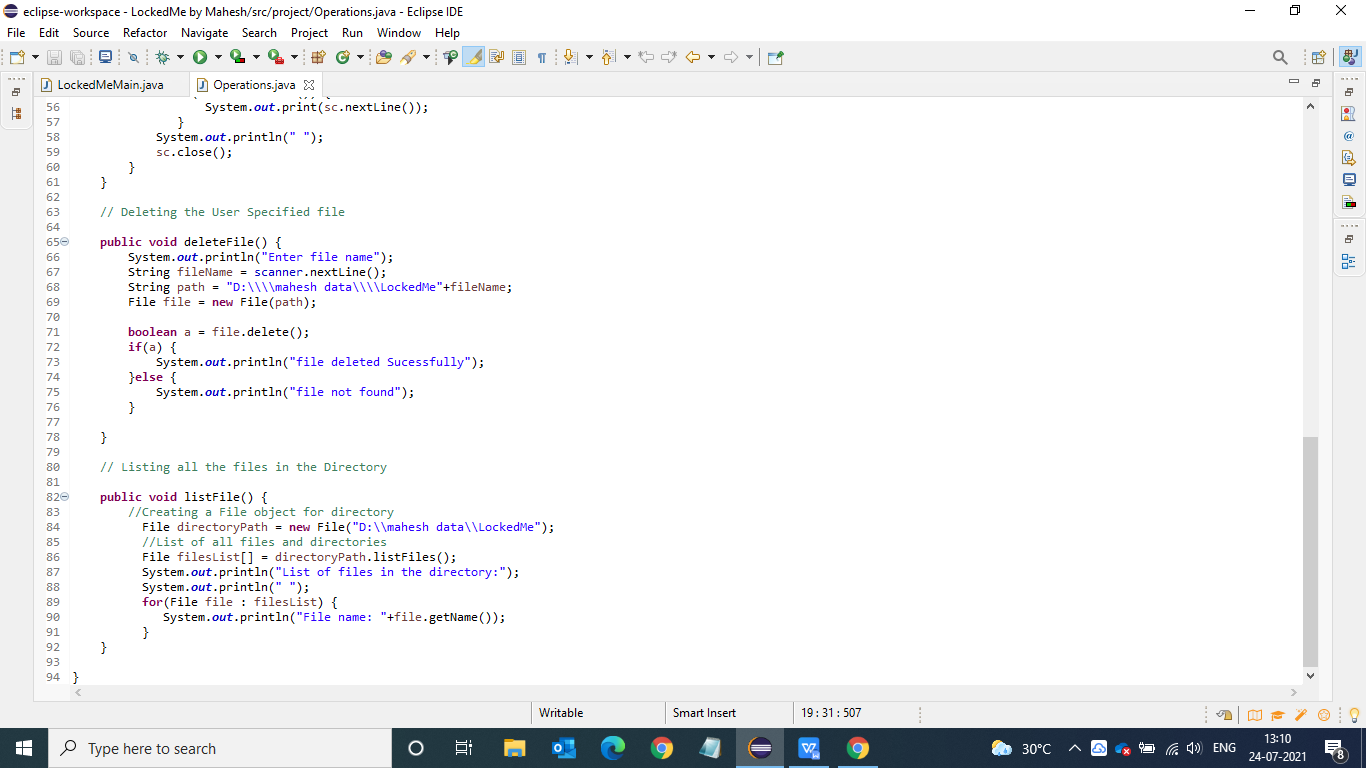 eclipse-workspace - LockedMe by Mahesh/src/project/Operations.java - Eclipse IDE
File Edit Source Refactor Navigate Search Project Run Window Help
LockedMeMain.java Operations.java
56 System.out.print(sc.nextLine());
57 }
58 System.out.println(" ");
59 sc.close();
60 }
61 }
62
63 // Deleting the User Specified file
64
65 public void deleteFile() {
66 System.out.println("Enter file name");
67 String fileName = scanner.nextLine();
68 String path = "D:\\\\mahesh data\\\\LockedMe"+fileName;
69 File file = new File(path);
70
71 boolean a = file.delete();
72 if(a) {
73 System.out.println("file deleted Sucessfully");
74 }else {
75 System.out.println("file not found");
76 }
77
78 }
79
80 // Listing all the files in the Directory
81
82 public void listFile() {
83 //Creating a File object for directory
84 File directoryPath = new File("D:\\mahesh data\\LockedMe");
85 //List of all files and directories
86 File filesList[] = directoryPath.listFiles();
87 System.out.println("List of files in the directory:");
88 System.out.println(" ");
89 for(File file : filesList) {
90 System.out.println("File name: "+file.getName());
91 }
92 }
93
94 }
Writable Smart Insert 19 : 31 : 507
Type here to search
30°C ENG 13:10
24-07-2021 8